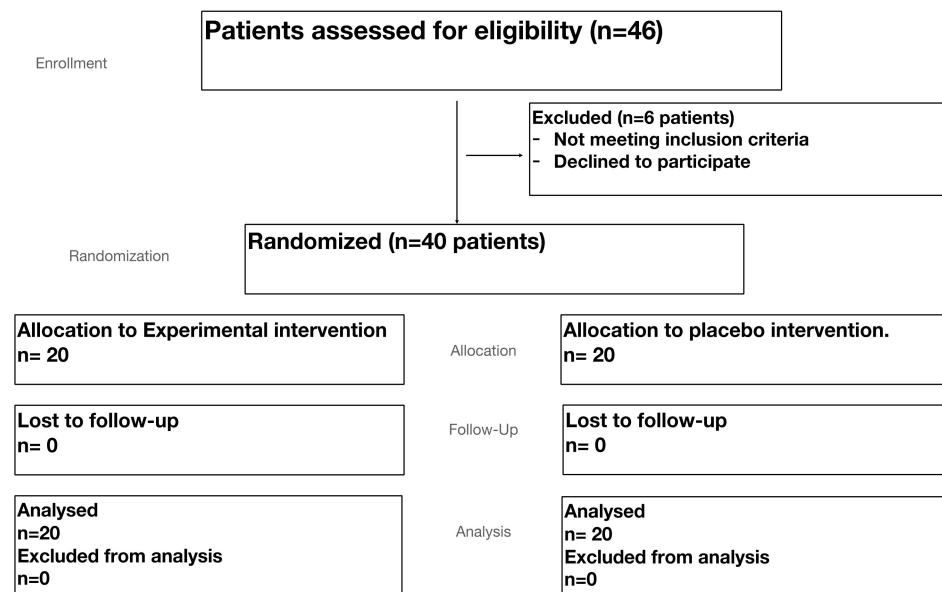 Patients assessed for eligibility (n=46)
Enrollment
Excluded (n=6 patients)
- Not meeting inclusion criteria
- Declined to participate
Randomized (n=40 patients)
Randomization
Allocation to Experimental intervention
n= 20
Allocation
Allocation to placebo intervention.
n= 20
Lost to follow-up
n= 0
Follow-Up
Lost to follow-up
n= 0
Analysed
n=20
Excluded from analysis
n=0
Analysis
Analysed
n= 20
Excluded from analysis
n=0